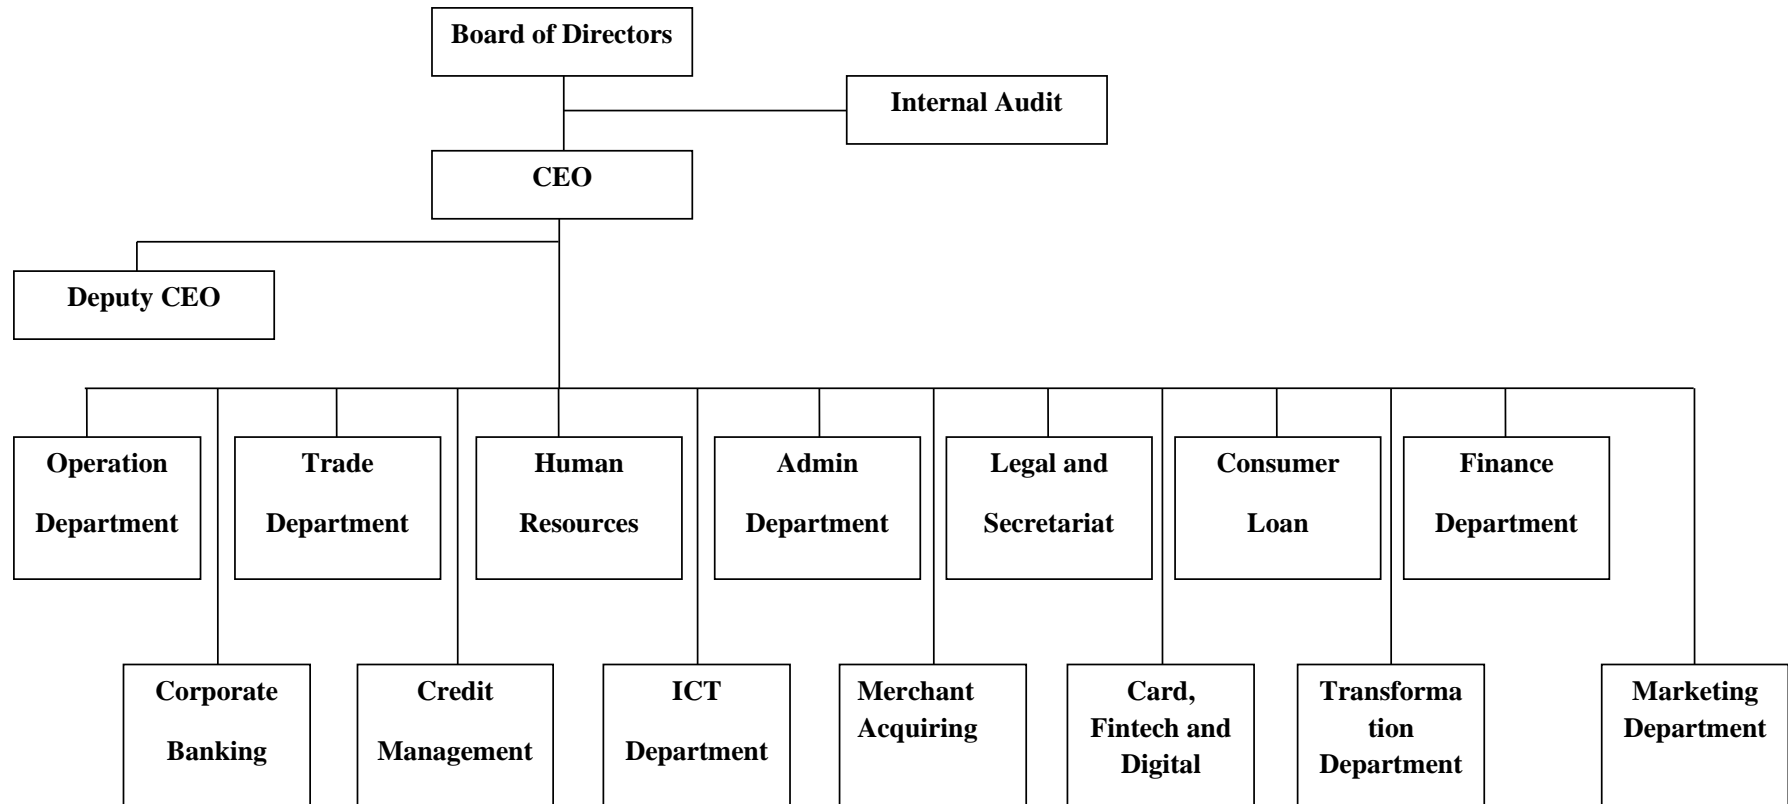 Board of Directors
Internal Audit
CEO
Deputy CEO
Operation
Department
Trade
Department
Human
Resources
Admin
Department
Legal and
Secretariat
Consumer
Loan
Finance
Department
Corporate
Banking
Credit
Management
ICT
Department
Merchant
Acquiring
Card,
Fintech and
Digital
Transforma
tion
Department
Marketing
Department